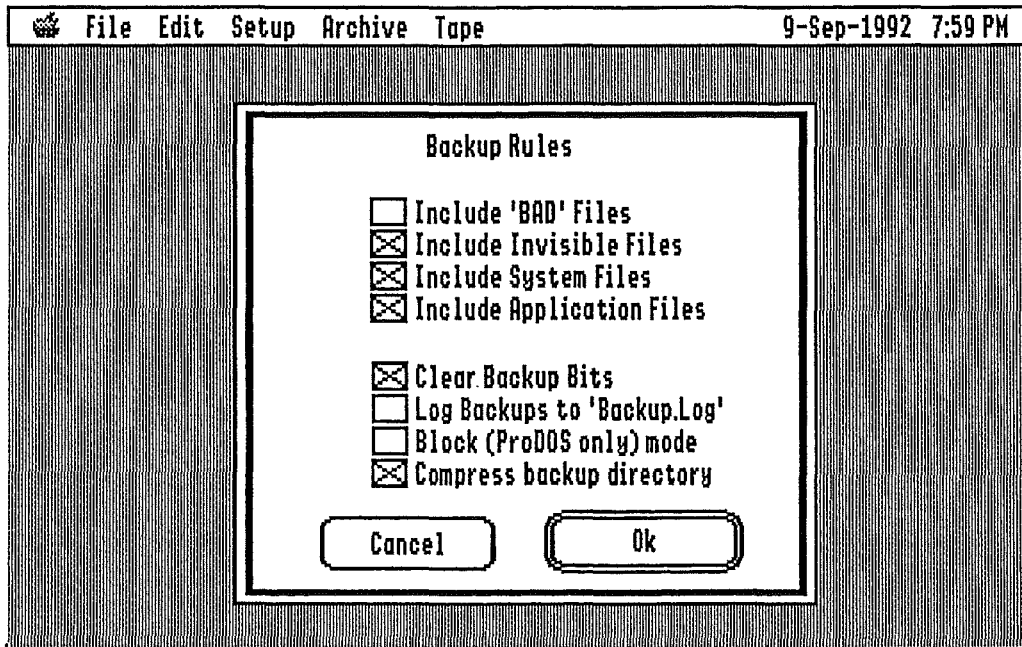 File Edit Setup Archive Tape 9-Sep-1992 7:59 PM
Backup Rules
Include 'BAD' Files
Include Invisible Files
Include System Files
Include Application Files
Clear Backup Bits
Log Backups to 'Backup.Log'
Block (ProDOS only) mode
Compress backup directory
Cancel Ok